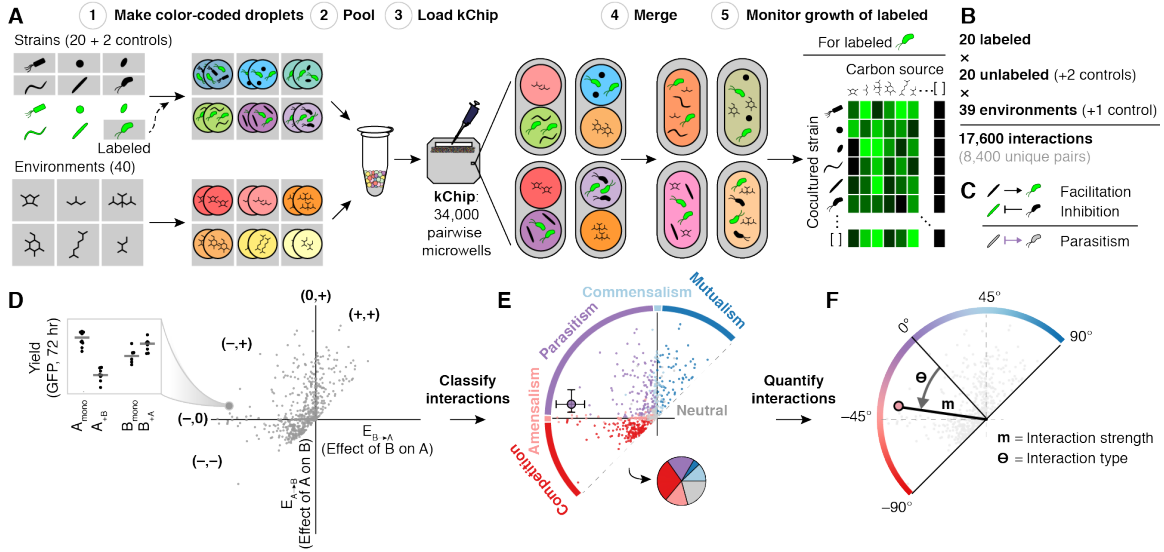 A
1 Make color-coded droplets
2 Pool
3 Load kChip
4 Merge
5 Monitor growth of labeled
Strains (20 + 2 controls)
Labeled
Environments (40)
kChip:
34,000
pairwise
microwells
For labeled
Carbon source
[ ]
Cocultured strain
[ ]
B
20 labeled
×
20 unlabeled (+2 controls)
×
39 environments (+1 control)
17,600 interactions
(8,400 unique pairs)
C
Facilitation
Inhibition
Parasitism
D
Yield
(GFP, 72 hr)
A mono
A +B
B mono
B +A
(0,+)
(+,+)
(−,+)
(−,0)
(−,−)
E B→A
(Effect of B on A)
E A→B
(Effect of A on B)
Classify
interactions
E
Commensalism
Mutualism
Parasitism
Amensalism
Competition
Neutral
Quantify
interactions
F
45°
0°
90°
−45°
−90°
Ɵ
m
m = Interaction strength
Ɵ = Interaction type